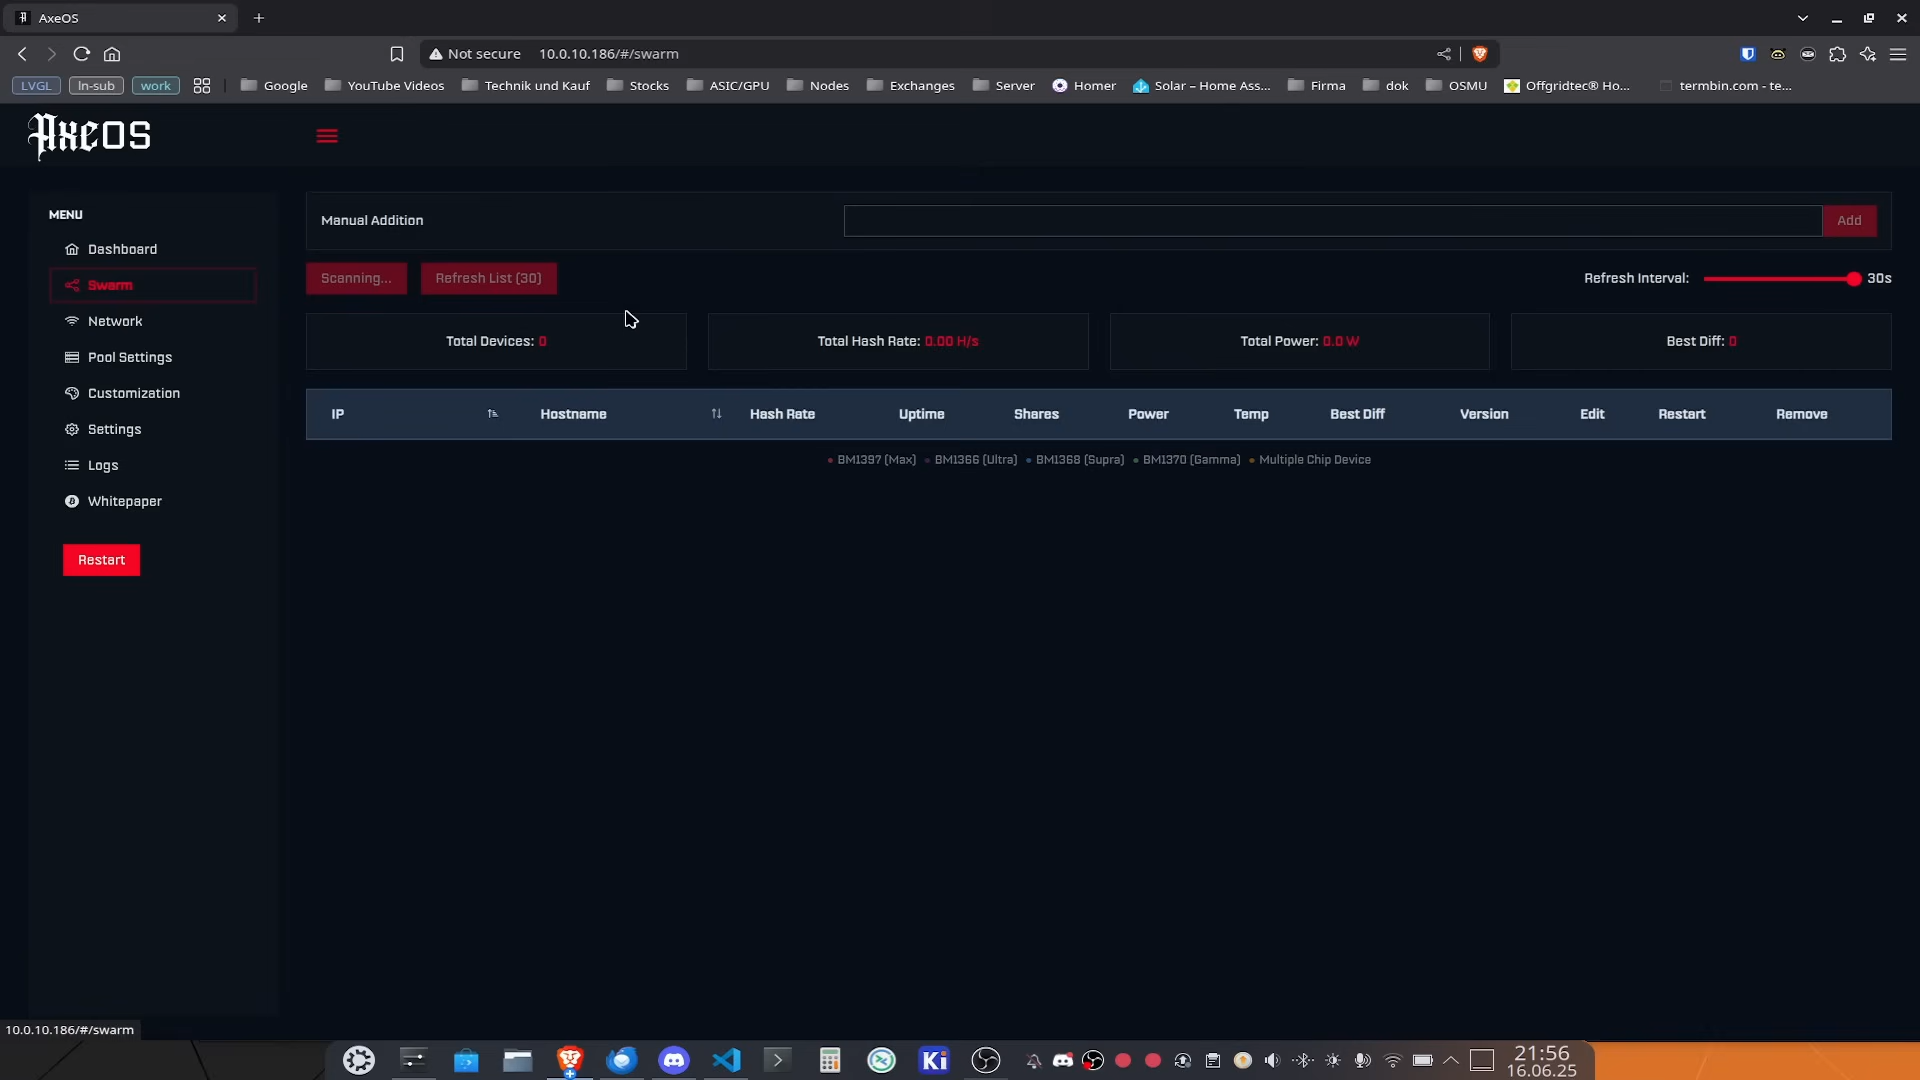 AxeOS
Not secure 10.0.10.186/#/swarm
LVGL ln-sub work Google YouTube Videos Technik und Kauf Stocks ASIC/GPU Nodes Exchanges Server Homer Solar – Home Ass... Firma dok OSMU Offgridtec® Ho... termbin.com - te...
AxeOS
MENU
Dashboard
Swarm
Network
Pool Settings
Customization
Settings
Logs
Whitepaper
Restart
Manual Addition Add
Scanning... Refresh List (30) Refresh Interval: 30s
Total Devices: 0 Total Hash Rate: 0.00 H/s Total Power: 0.0 W Best Diff: 0
IP Hostname Hash Rate Uptime Shares Power Temp Best Diff Version Edit Restart Remove
BM1397 (Max) BM1366 (Ultra) BM1368 (Supra) BM1370 (Gamma) Multiple Chip Device
10.0.10.186/#/swarm
Ki
21:56
16.06.25